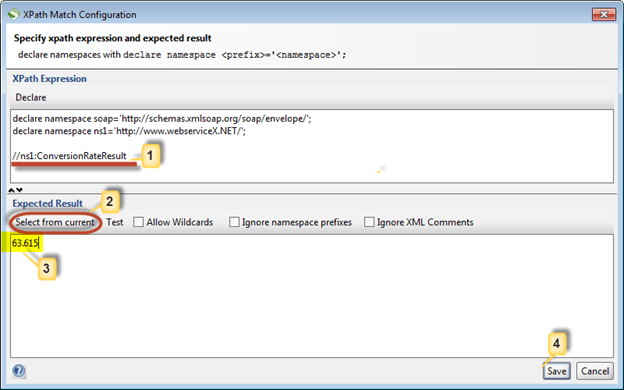 XPath Match Configuration
Specify xpath expression and expected result
declare namespaces with declare namespace <prefix>='<namespace>';
XPath Expression
Declare
declare namespace soap='http://schemas.xmlsoap.org/soap/envelope/';
declare namespace ns1='http://www.webserviceX.NET/';
//ns1:ConversionRateResult
1
2
Expected Result
Select from current Test Allow Wildcards Ignore namespace prefixes Ignore XML Comments
63.615
3
4
? Save Cancel